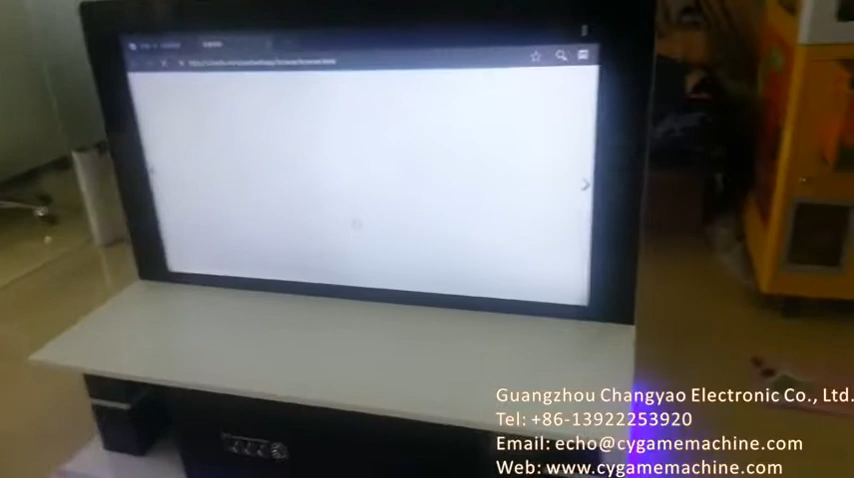 Guangzhou Changyao Electronic Co., Ltd.
Tel: +86-13922253920
Email: echo@cygamemachine.com
Web: www.cygamemachine.com